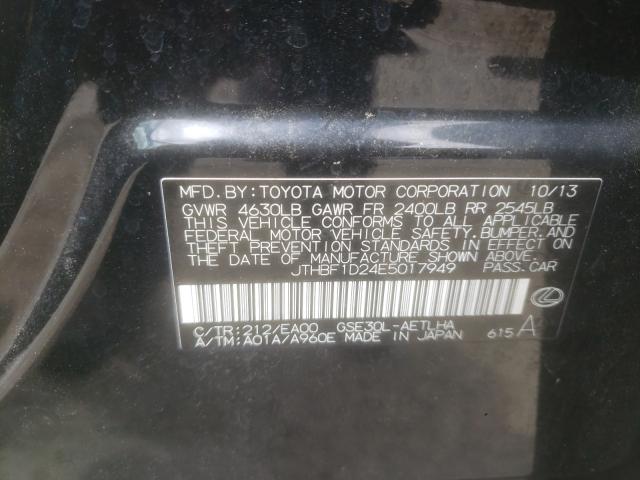 MFD. BY: TOYOTA MOTOR CORPORATION 10/13
GVWR 4630LB GAWR FR 2400LB RR 2545LB
THIS VEHICLE CONFORMS TO ALL APPLICABLE
FEDERAL MOTOR VEHICLE SAFETY, BUMPER, AND
THEFT PREVENTION STANDARDS IN EFFECT ON
THE DATE OF MANUFACTURE SHOWN ABOVE.
JTHBF1D24E5017949 PASS. CAR
C/TR: 212/EA00 GSE30L-AETLHA
A/TM: A01A/A960E MADE IN JAPAN 615 A